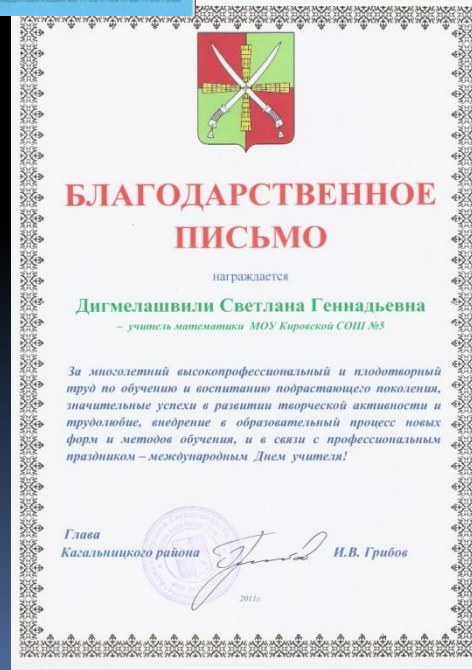 БЛАГОДАРСТВЕННОЕ
ПИСЬМО
награждается
Дигмелашвили Светлана Геннадьевна
– учитель математики МОУ Кировской СОШ №5
За многолетний высокопрофессиональный и плодотворный
труд по обучению и воспитанию подрастающего поколения,
значительные успехи в развитии творческой активности и
трудолюбие, внедрение в образовательный процесс новых
форм и методов обучения, и в связи с профессиональным
праздником – международным Днем учителя!
Глава
Кагальницкого района И.В. Грибов
2011г.